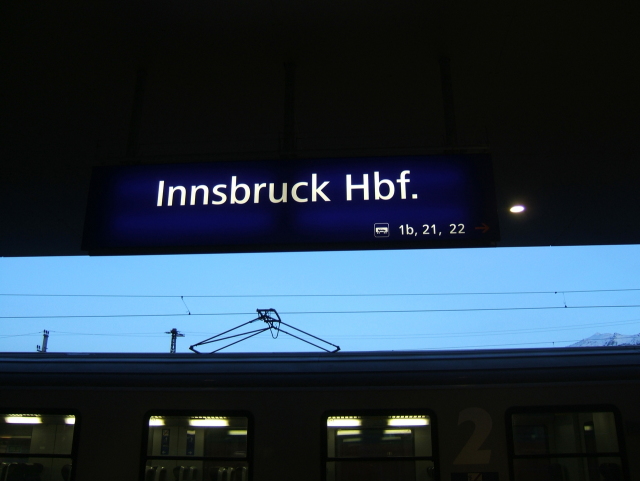 Innsbruck Hbf.
1b, 21, 22
2